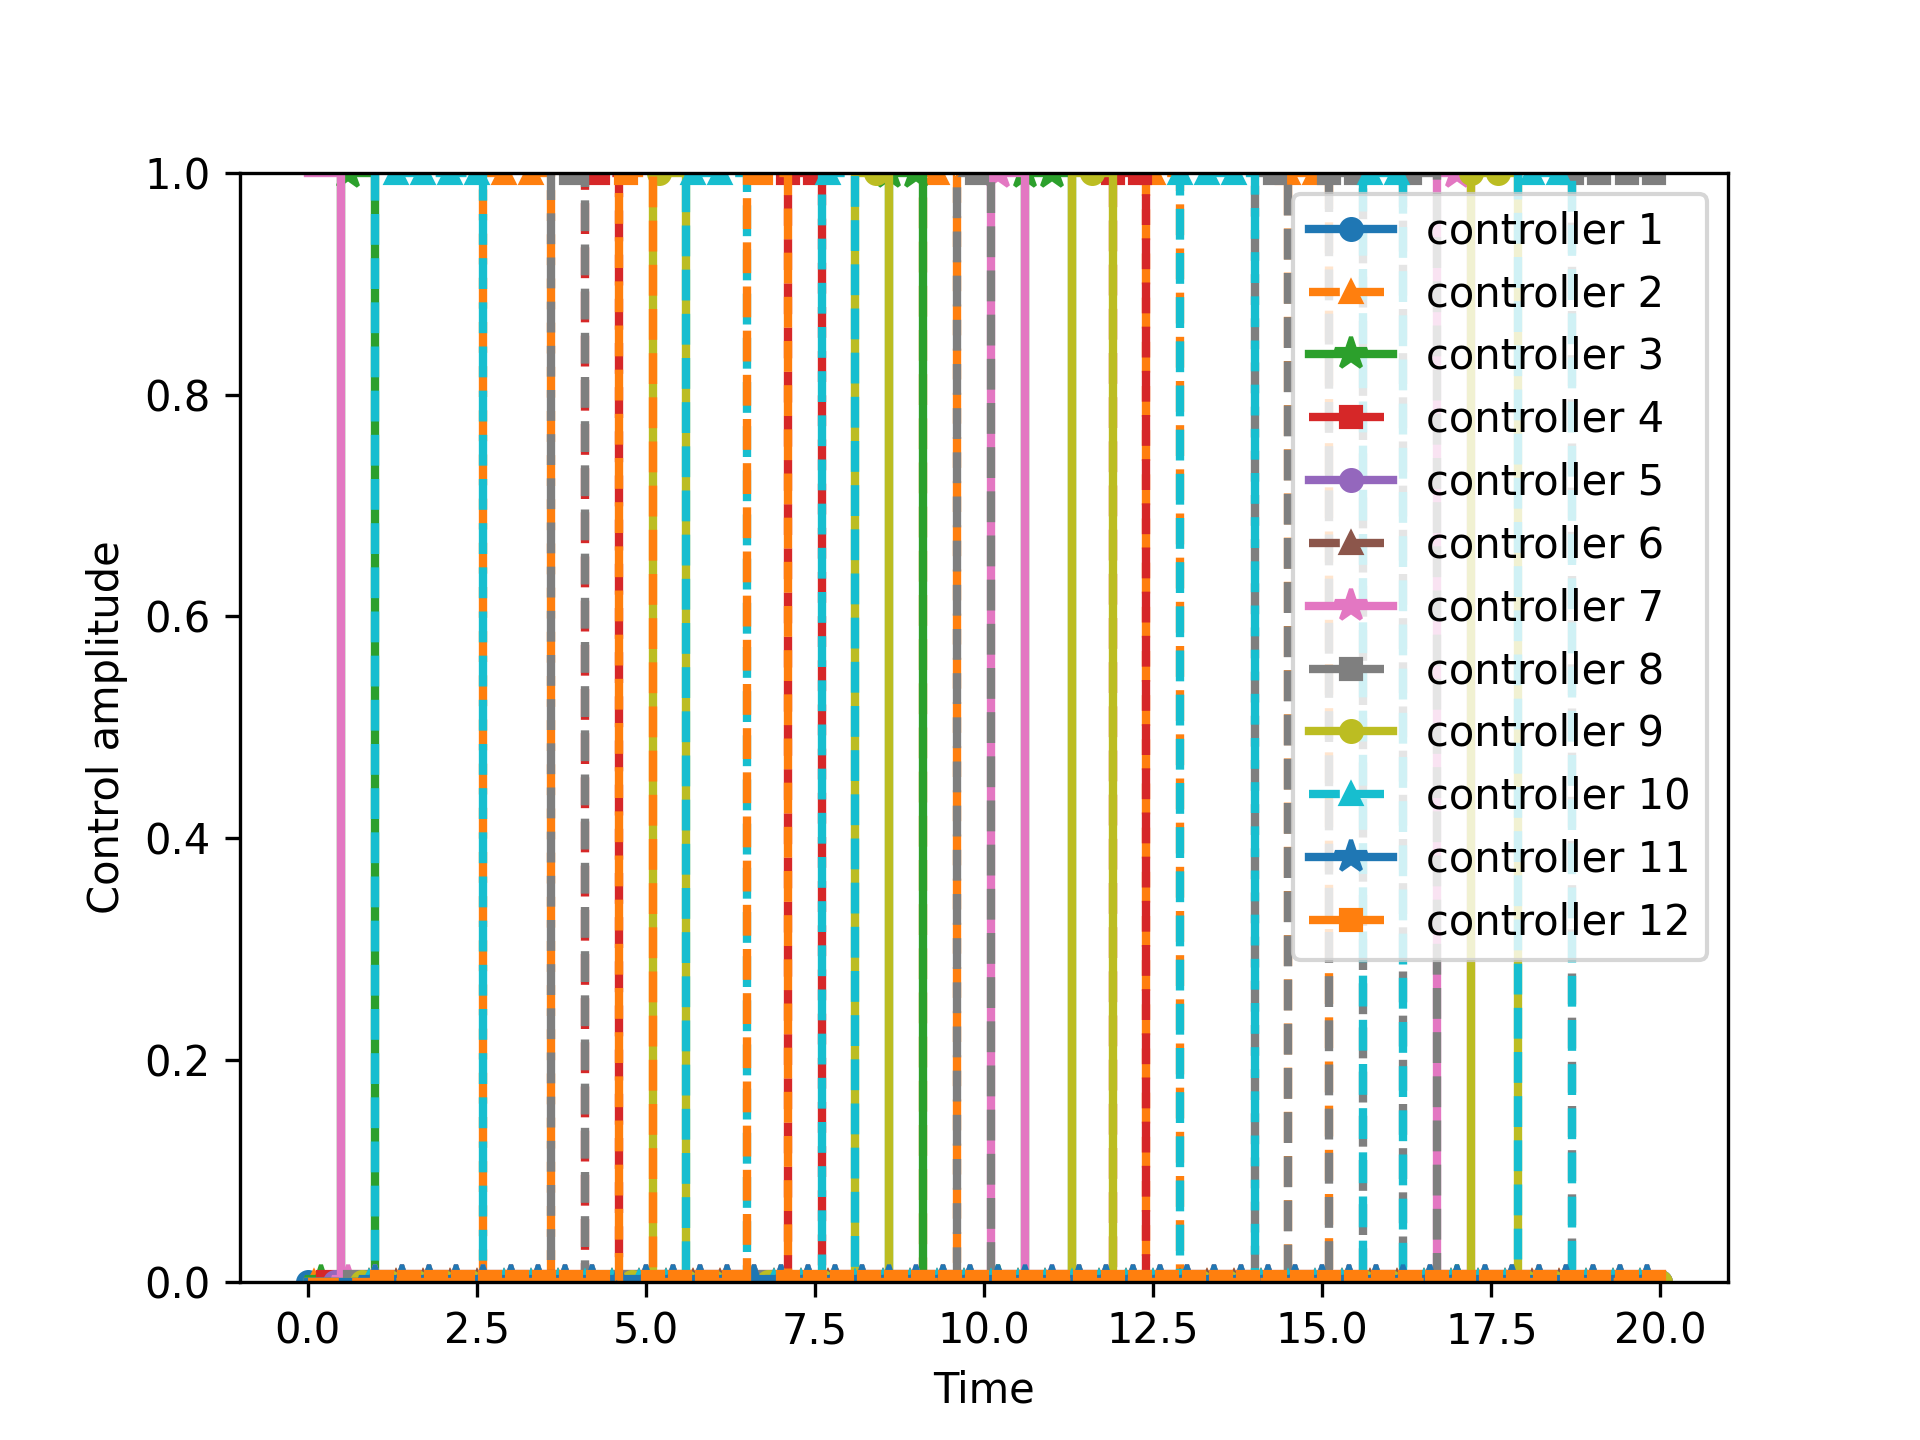 1.0
0.8
0.6
0.4
0.2
0.0
Control amplitude
controller 1
controller 2
controller 3
controller 4
controller 5
controller 6
controller 7
controller 8
controller 9
controller 10
controller 11
controller 12
0.0 2.5 5.0 7.5 10.0 12.5 15.0 17.5 20.0
Time